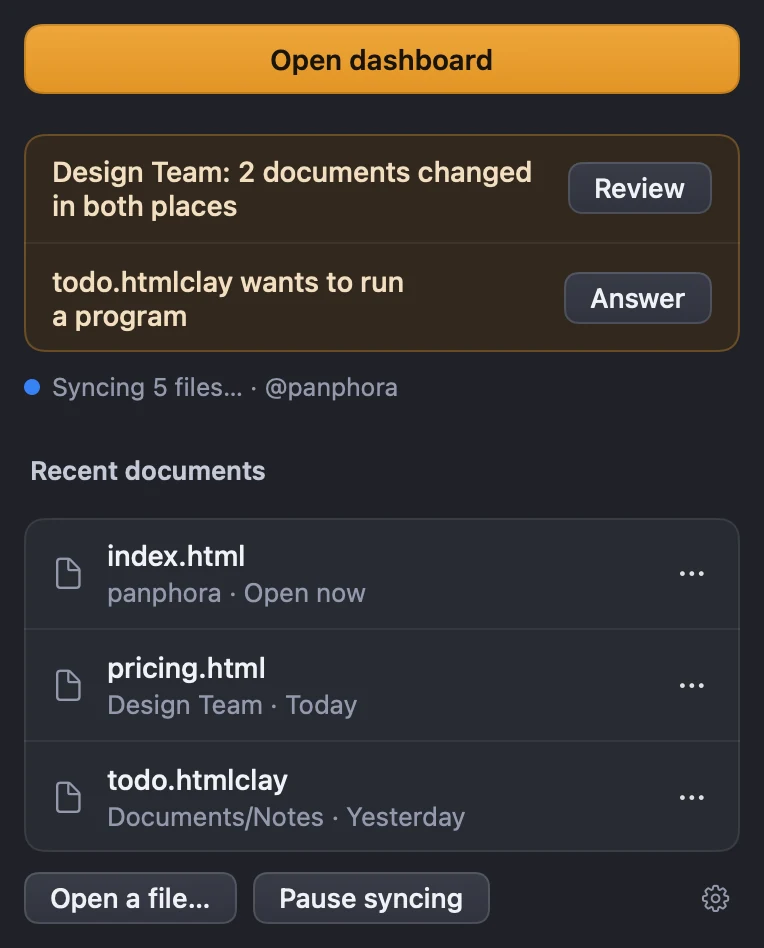 Open dashboard
Design Team: 2 documents changed
in both places
Review
todo.htmlclay wants to run
a program
Answer
Syncing 5 files... · @panphora
Recent documents
index.html
panphora · Open now
pricing.html
Design Team · Today
todo.htmlclay
Documents/Notes · Yesterday
Open a file...
Pause syncing